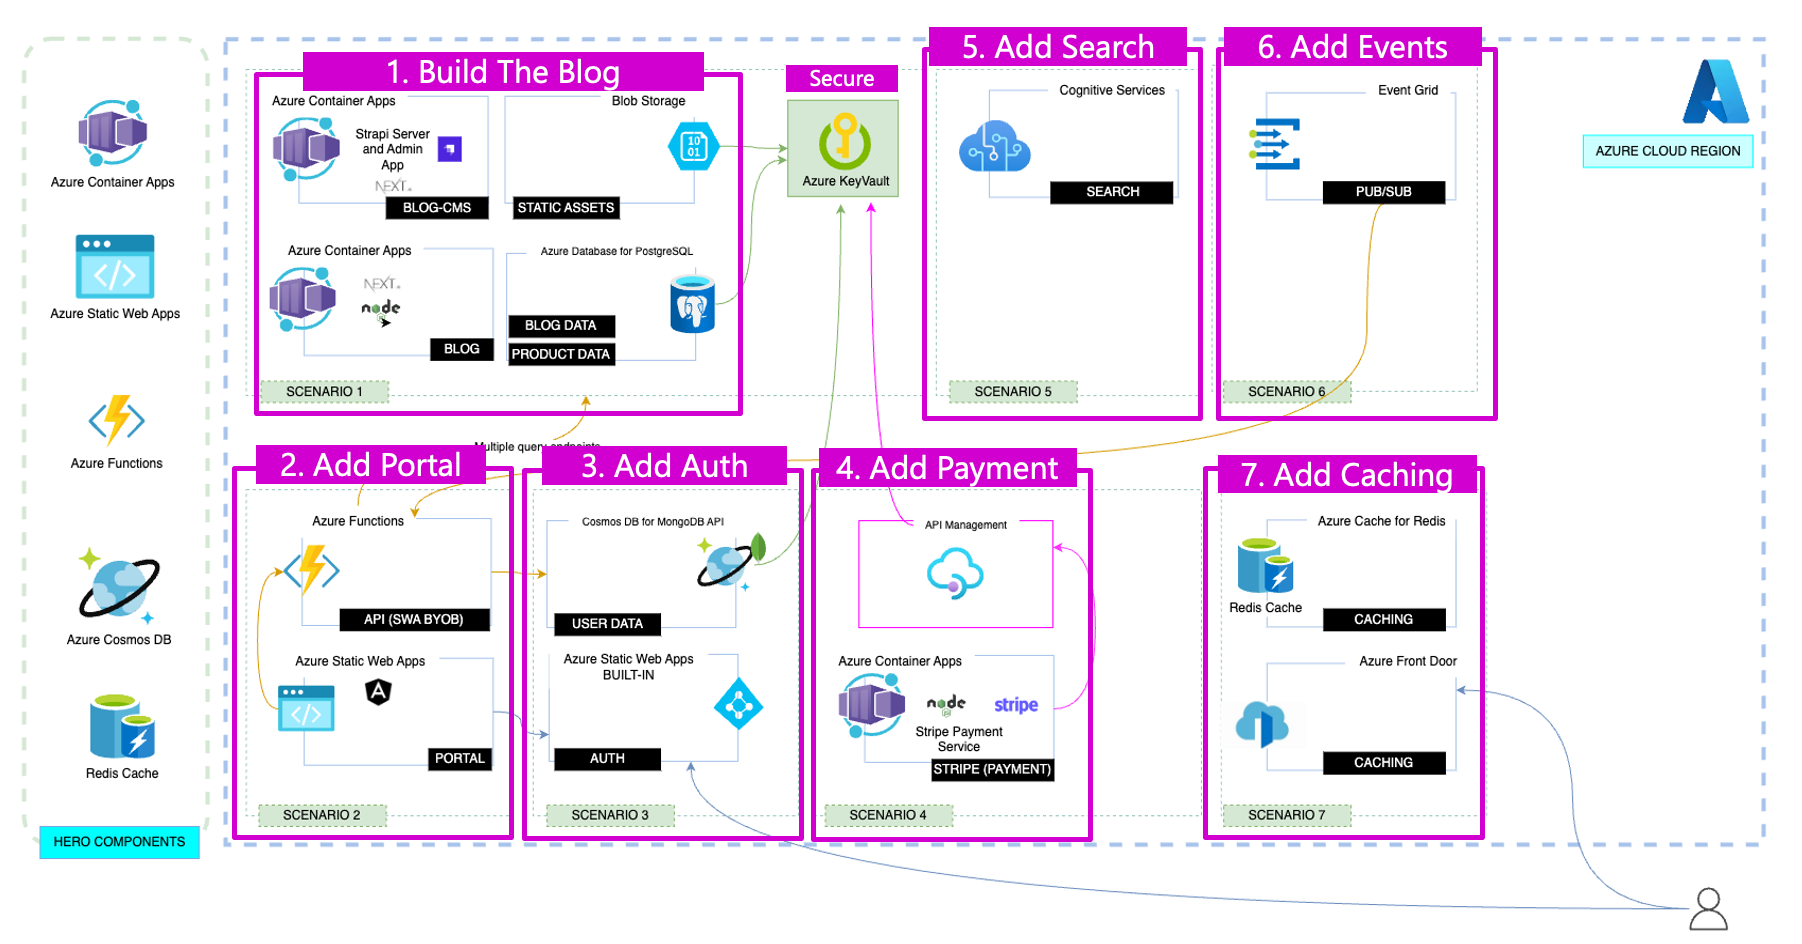 Azure Container Apps
Azure Static Web Apps
Azure Functions
Azure Cosmos DB
Redis Cache
HERO COMPONENTS
1. Build The Blog
Azure Container Apps
Strapi Server
and Admin
App
NEXT.js
BLOG-CMS
Blob Storage
10
01
STATIC ASSETS
Azure Container Apps
NEXT.js
node
BLOG
Azure Database for PostgreSQL
BLOG DATA
PRODUCT DATA
SCENARIO 1
Secure
Azure KeyVault
5. Add Search
Cognitive Services
SEARCH
SCENARIO 5
6. Add Events
Event Grid
PUB/SUB
SCENARIO 6
AZURE CLOUD REGION
Multiple query endpoints
2. Add Portal
Azure Functions
API (SWA BYOB)
Azure Static Web Apps
PORTAL
SCENARIO 2
3. Add Auth
Cosmos DB for MongoDB API
USER DATA
Azure Static Web Apps
BUILT-IN
AUTH
SCENARIO 3
4. Add Payment
API Management
Azure Container Apps
node
stripe
Stripe Payment
Service
STRIPE (PAYMENT)
SCENARIO 4
7. Add Caching
Azure Cache for Redis
Redis Cache
CACHING
Azure Front Door
CACHING
SCENARIO 7